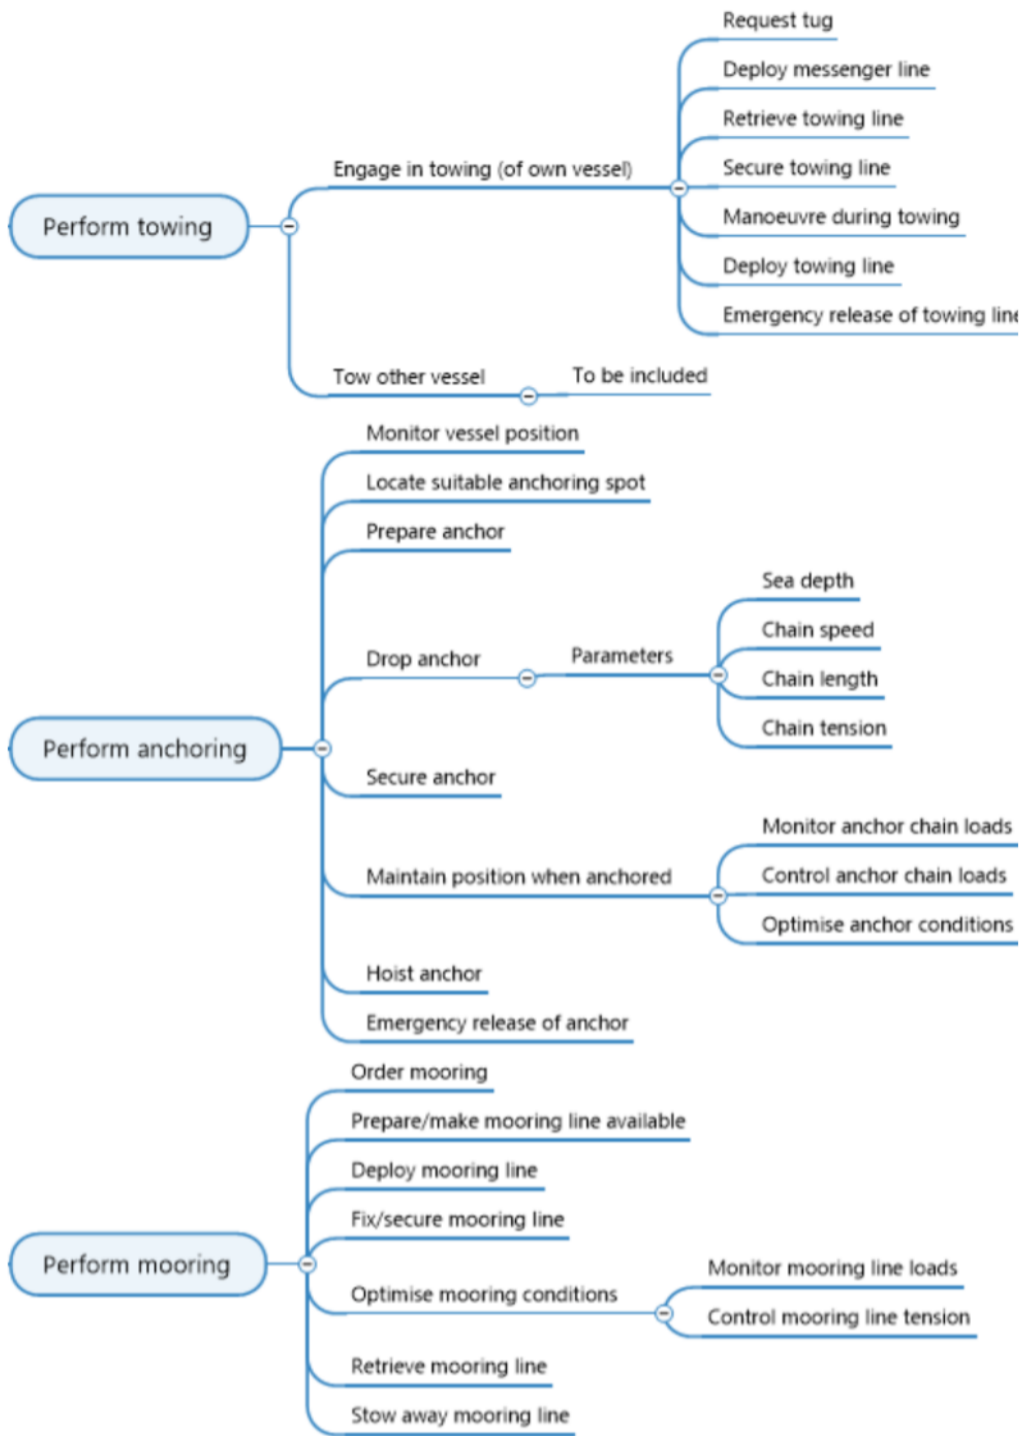 Request tug
Deploy messenger line
Retrieve towing line
Engage in towing (of own vessel)
Secure towing line
Perform towing
Manoeuvre during towing
Deploy towing line
Emergency release of towing line
Tow other vessel
To be included
Monitor vessel position
Locate suitable anchoring spot
Prepare anchor
Sea depth
Chain speed
Drop anchor
Parameters
Chain length
Chain tension
Perform anchoring
Secure anchor
Monitor anchor chain loads
Maintain position when anchored
Control anchor chain loads
Optimise anchor conditions
Hoist anchor
Emergency release of anchor
Order mooring
Prepare/make mooring line available
Deploy mooring line
Fix/secure mooring line
Perform mooring
Monitor mooring line loads
Optimise mooring conditions
Control mooring line tension
Retrieve mooring line
Stow away mooring line